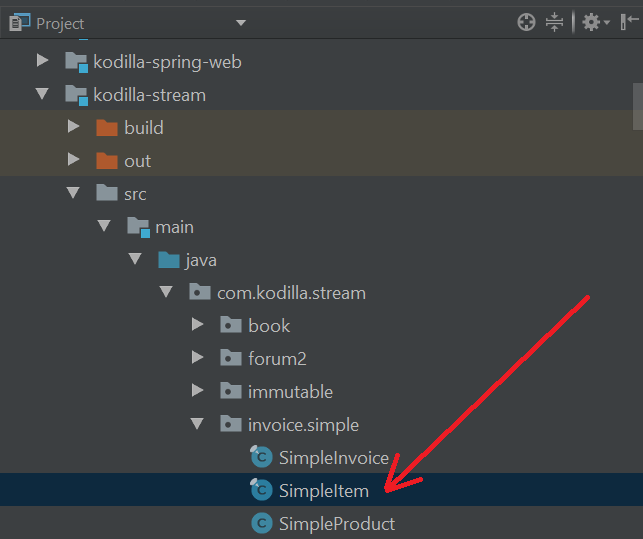 Project
kodilla-spring-web
kodilla-stream
build
out
src
main
java
com.kodilla.stream
book
forum2
immutable
invoice.simple
SimpleInvoice
SimpleItem
SimpleProduct